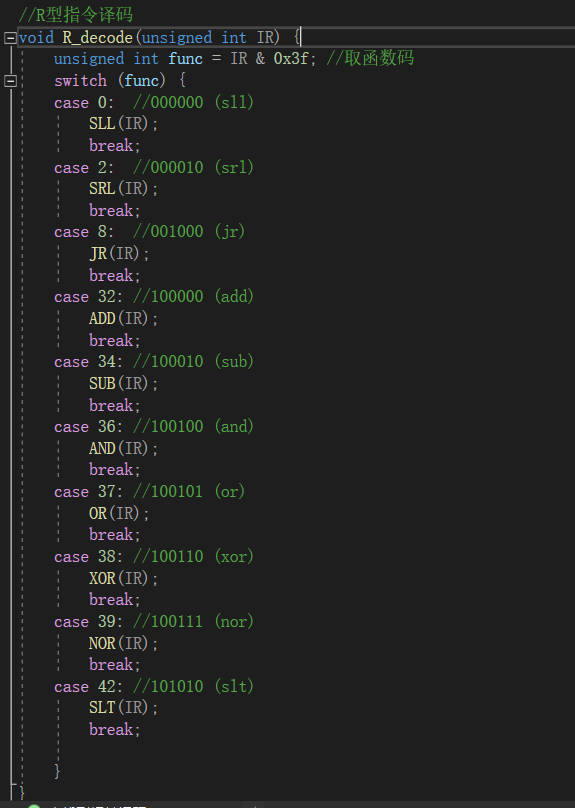 //R型指令译码
void R_decode(unsigned int IR) {
unsigned int func = IR & 0x3f; //取函数码
switch (func) {
case 0:  //000000 (sll)
SLL(IR);
break;
case 2:  //000010 (srl)
SRL(IR);
break;
case 8:  //001000 (jr)
JR(IR);
break;
case 32: //100000 (add)
ADD(IR);
break;
case 34: //100010 (sub)
SUB(IR);
break;
case 36: //100100 (and)
AND(IR);
break;
case 37: //100101 (or)
OR(IR);
break;
case 38: //100110 (xor)
XOR(IR);
break;
case 39: //100111 (nor)
NOR(IR);
break;
case 42: //101010 (slt)
SLT(IR);
break;
}
}